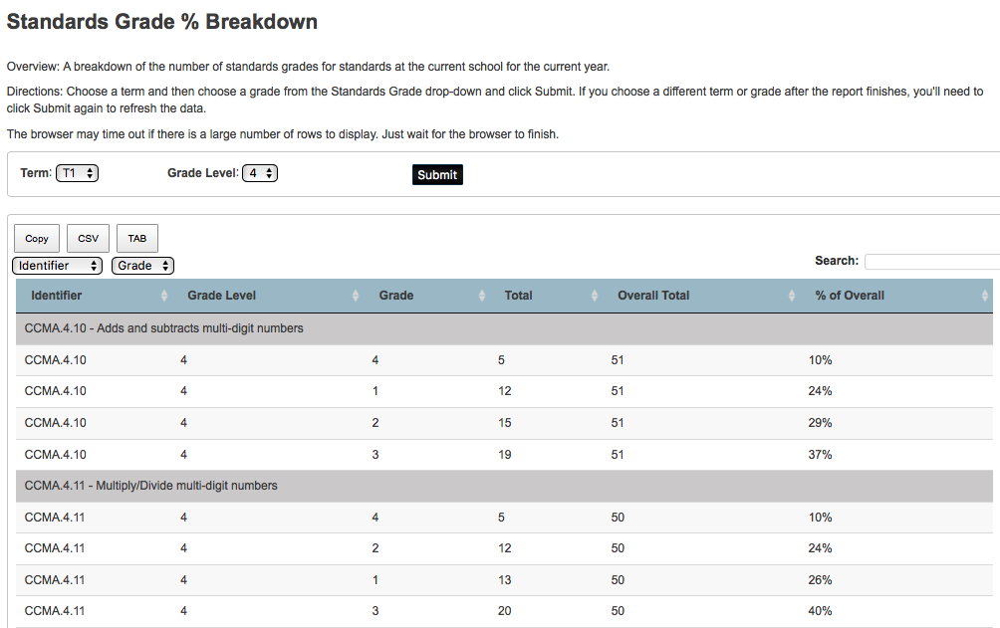 Standards Grade % Breakdown
Overview: A breakdown of the number of standards grades for standards at the current school for the current year.
Directions: Choose a term and then choose a grade from the Standards Grade drop-down and click Submit. If you choose a different term or grade after the report finishes, you'll need to
click Submit again to refresh the data.
The browser may time out if there is a large number of rows to display. Just wait for the browser to finish.
Term: T1 Grade Level: 4 Submit
Copy CSV TAB
Identifier Grade Search:
Identifier Grade Level Grade Total Overall Total % of Overall
CCMA.4.10 - Adds and subtracts multi-digit numbers
CCMA.4.10 4 4 5 51 10%
CCMA.4.10 4 1 12 51 24%
CCMA.4.10 4 2 15 51 29%
CCMA.4.10 4 3 19 51 37%
CCMA.4.11 - Multiply/Divide multi-digit numbers
CCMA.4.11 4 4 5 50 10%
CCMA.4.11 4 2 12 50 24%
CCMA.4.11 4 1 13 50 26%
CCMA.4.11 4 3 20 50 40%